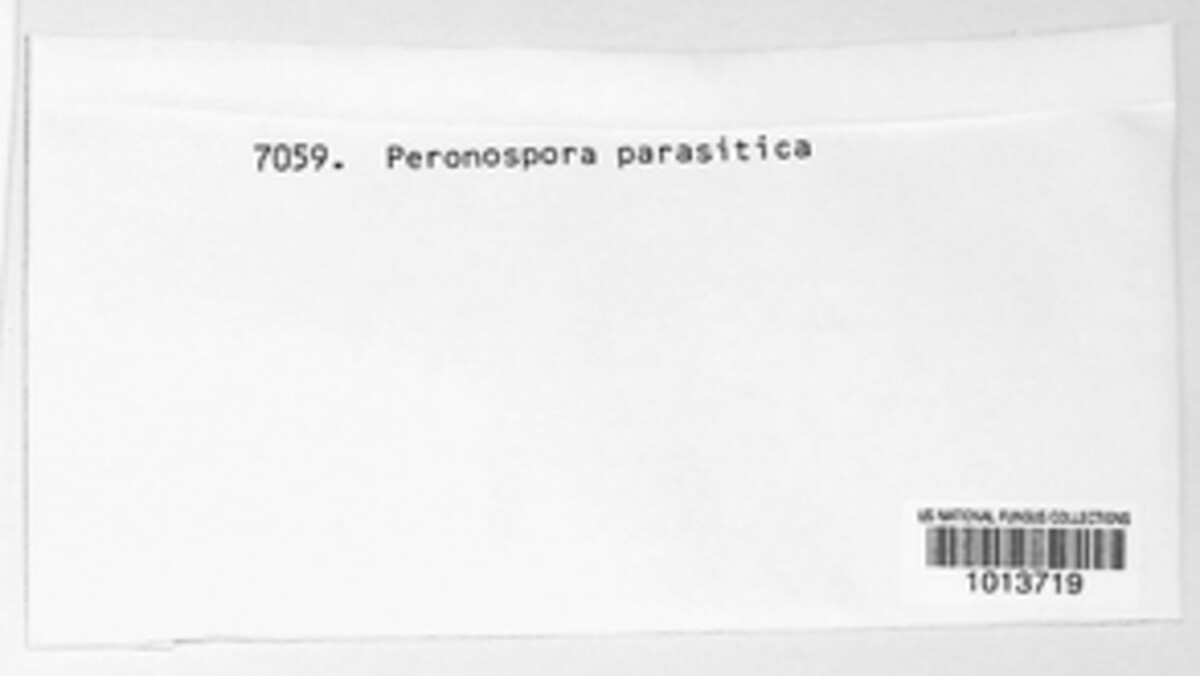 7059. Peronospora parasitica
US NATIONAL FUNGUS COLLECTIONS
1013719